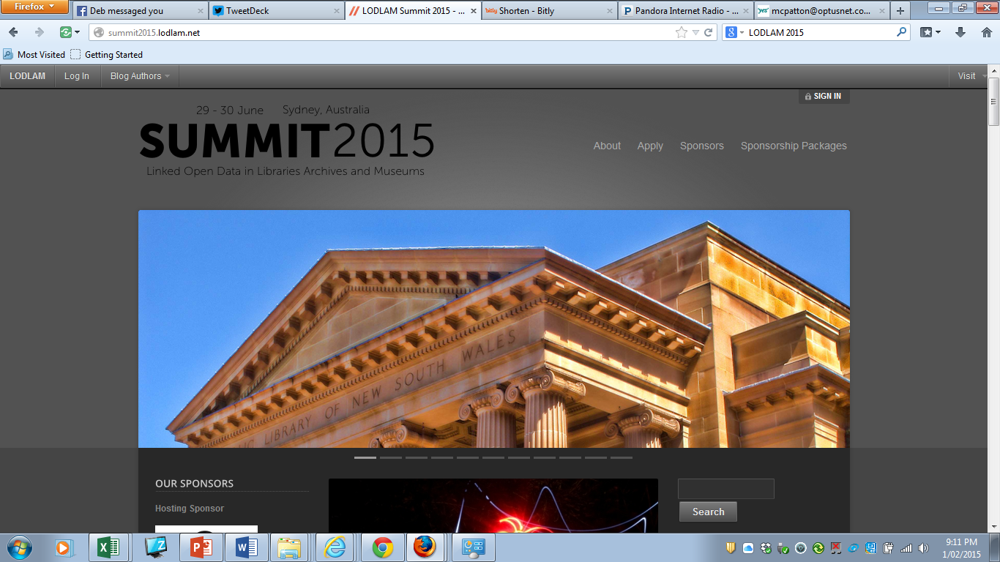 Firefox
Deb messaged you
TweetDeck
LODLAM Summit 2015 - ...
bitly Shorten - Bitly
P Pandora Internet Radio - ...
yes' mcpatton@optusnet.co...
summit2015.lodlam.net
LODLAM 2015
Most Visited
Getting Started
LODLAM
Log In
Blog Authors
Visit
SIGN IN
29 - 30 June Sydney, Australia
SUMMIT2015
Linked Open Data in Libraries Archives and Museums
About Apply Sponsors Sponsorship Packages
LIBRARY OF NEW SOUTH WALES
OUR SPONSORS
Hosting Sponsor
Search
9:11 PM
1/02/2015